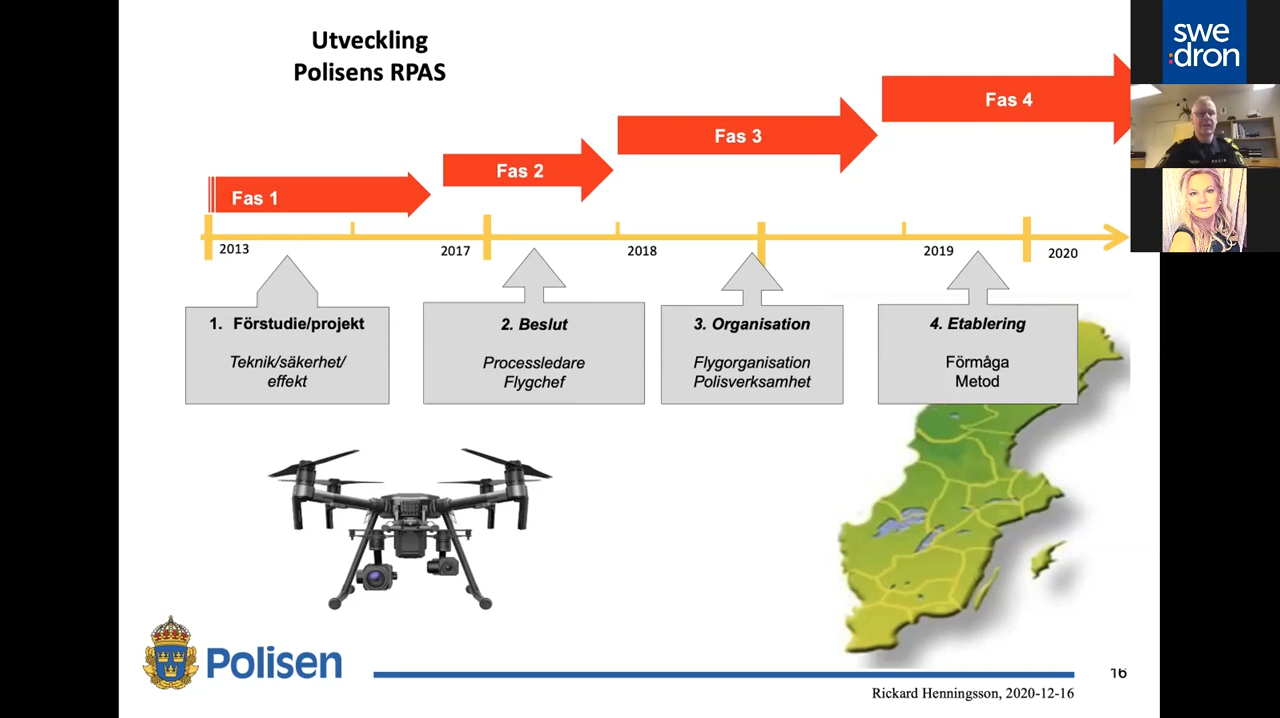 Utveckling
Polisens RPAS
swe
:dron
Fas 1
Fas 2
Fas 3
Fas 4
2013
2017
2018
2019
2020
1. Förstudie/projekt
Teknik/säkerhet/
effekt
2. Beslut
Processledare
Flygchef
3. Organisation
Flygorganisation
Polisverksamhet
4. Etablering
Förmåga
Metod
Polisen
16
Rickard Henningsson, 2020-12-16